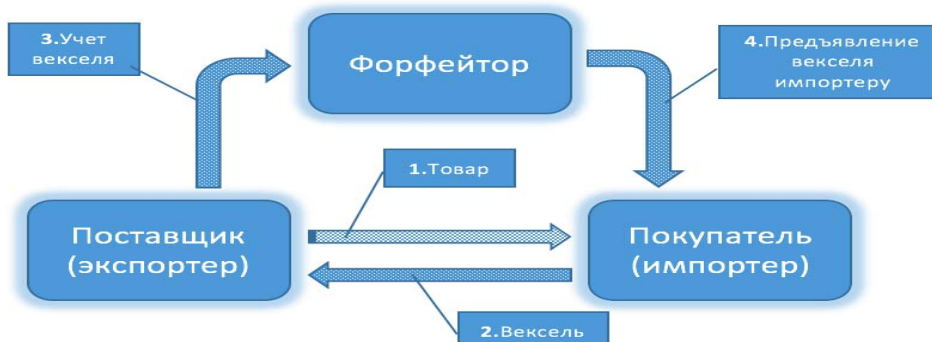 3.Учет
векселя
Форфейтор
4.Предъявление
векселя
импортеру
1.Товар
Поставщик
(экспортер)
Покупатель
(импортер)
2.Вексель